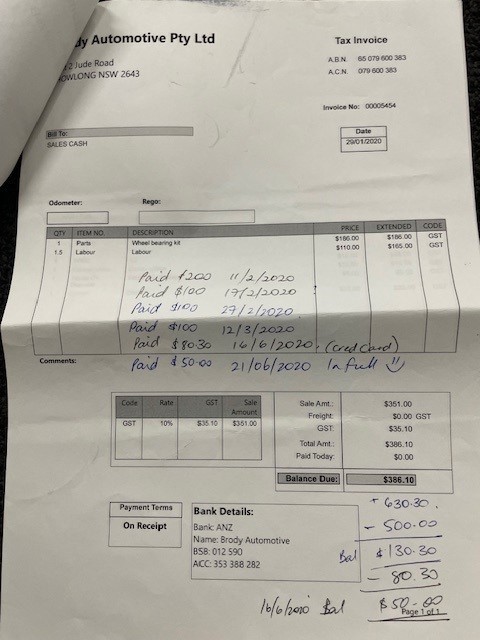 dy Automotive Pty Ltd
2 Jude Road
OWLONG NSW 2643
Tax Invoice
A.B.N. 65 079 600 383
A.C.N. 079 600 383
Invoice No: 00005454
Bill To:
SALES CASH
Date
29/01/2020
Odometer:
Rego:
QTY ITEM NO. DESCRIPTION PRICE EXTENDED CODE
1 Parts Wheel bearing kit $186.00 $186.00 GST
1.5 Labour Labour $110.00 $165.00 GST
Paid $200 11/2/2020
Paid $100 17/2/2020
Paid $100 27/2/2020
Paid $100 12/3/2020
Paid $80.30 16/6/2020. (Cred Card)
Paid $50.00 21/06/2020 In full
Comments:
Code Rate GST Sale Amount
GST 10% $35.10 $351.00
Sale Amt.: $351.00
Freight: $0.00 GST
GST: $35.10
Total Amt.: $386.10
Paid Today: $0.00
Balance Due: $386.10
Payment Terms
On Receipt
Bank Details:
Bank: ANZ
Name: Brody Automotive
BSB: 012 590
ACC: 353 388 282
+ 630.30.
- 500.00
Bal $130.30
- 80.30
16/6/2020 Bal $50.00
Page 1 of 1